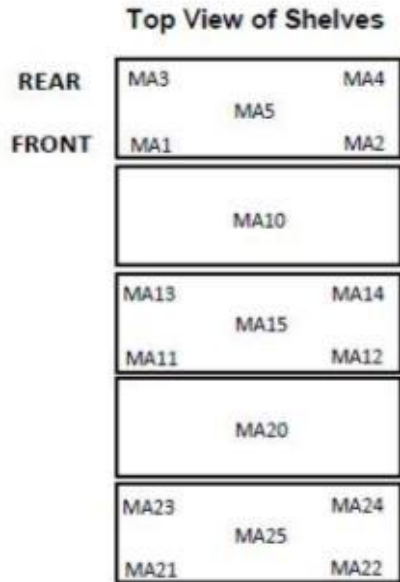 Top View of Shelves
REAR MA3 MA4
MA5
FRONT MA1 MA2
MA10
MA13 MA14
MA15
MA11 MA12
MA20
MA23 MA24
MA25
MA21 MA22